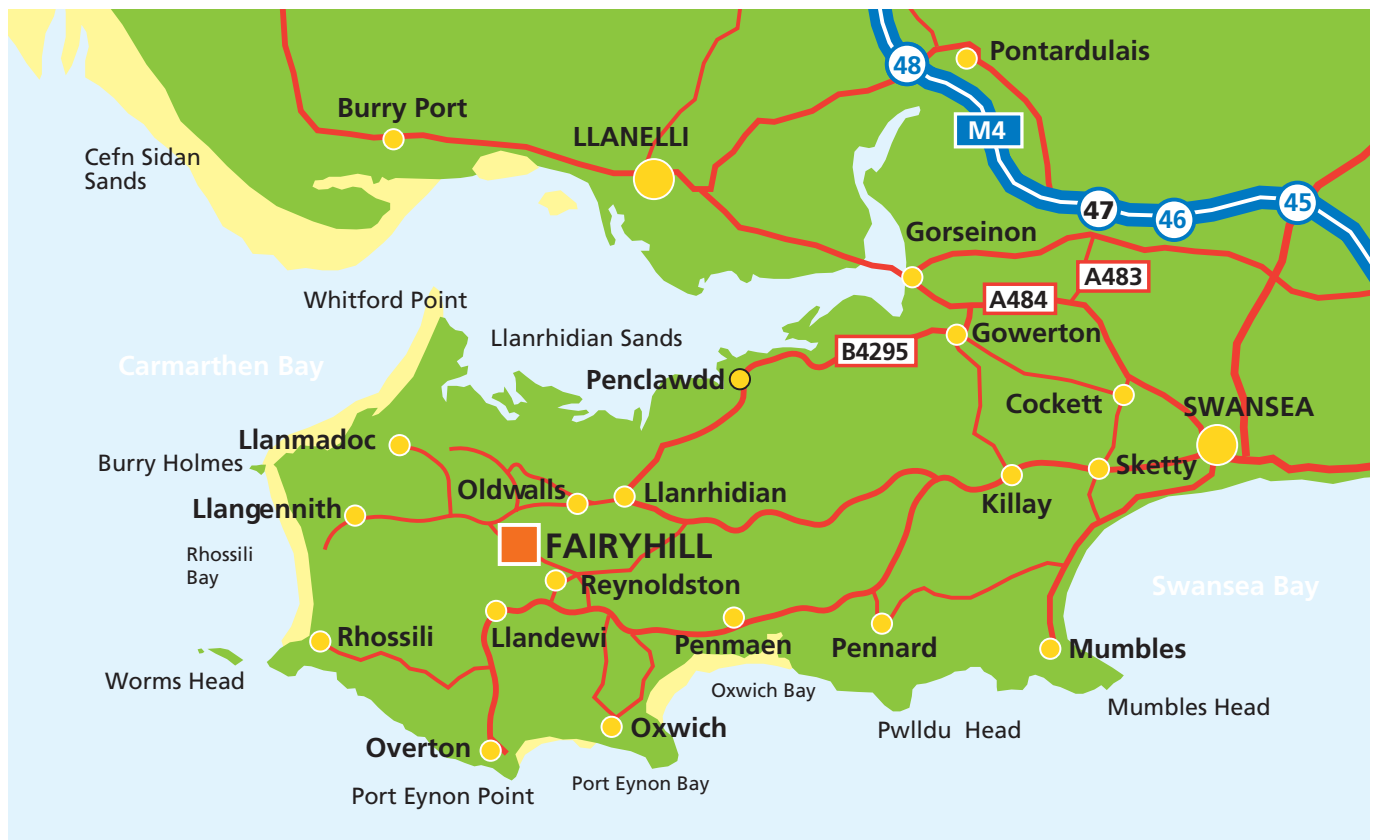 Pontardulais
48
Burry Port
M4
LLANELLI
Cefn Sidan
Sands
45
47
46
Gorseinon
A483
Whitford Point
A484
Llanrhidian Sands
Gowerton
B4295
Carmarthen Bay
Penclawdd
Cockett
SWANSEA
Llanmadoc
Burry Holmes
Sketty
Oldwalls
Llanrhidian
Killay
Llangennith
FAIRYHILL
Rhossili
Bay
Reynoldston
Swansea Bay
Rhossili
Llandewi
Penmaen
Pennard
Mumbles
Worms Head
Oxwich Bay
Mumbles Head
Oxwich
Pwlldu Head
Overton
Port Eynon Bay
Port Eynon Point